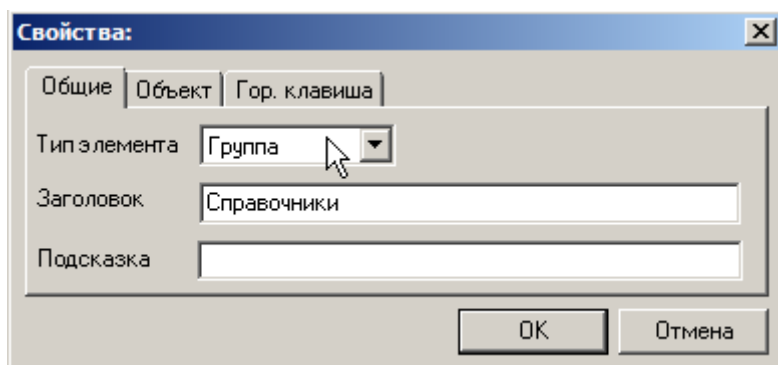 Свойства:
Общие Объект Гор. клавиша
Тип элемента Группа
Заголовок Справочники
Подсказка
OK Отмена